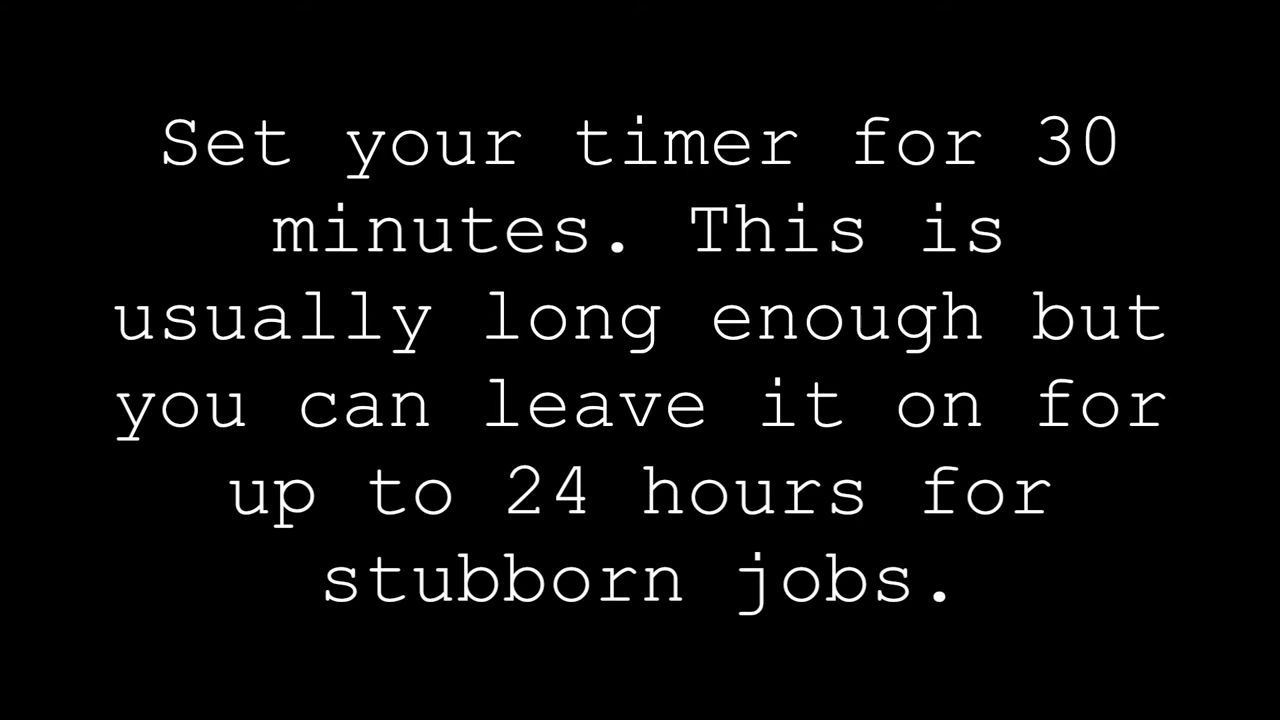 Set your timer for 30
minutes. This is
usually long enough but
you can leave it on for
up to 24 hours for
stubborn jobs.